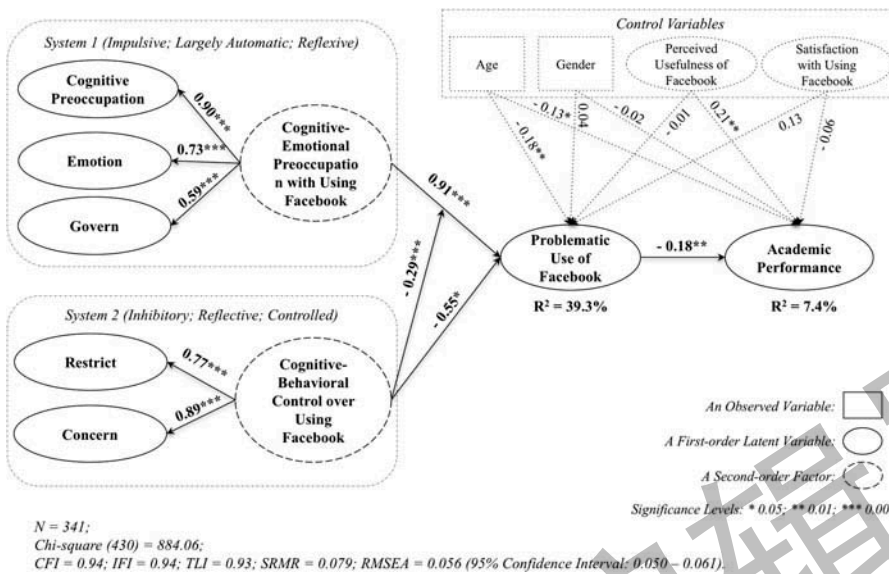 Control Variables
System 1 (Impulsive; Largely Automatic; Reflexive)
Age
Gender
Perceived
Usefulness of
Facebook
Satisfaction
with Using
Facebook
Cognitive
Preoccupation
Emotion
Govern
0.90***
0.73***
0.59***
Cognitive-
Emotional
Preoccupatio
n with Using
Facebook
- 0.13*
- 0.18**
0.04
- 0.02
- 0.01
0.21**
0.13
- 0.06
0.91***
- 0.29***
- 0.55*
Problematic
Use of
Facebook
R² = 39.3%
- 0.18**
Academic
Performance
R² = 7.4%
System 2 (Inhibitory; Reflective; Controlled)
Restrict
Concern
0.77***
0.89***
Cognitive-
Behavioral
Control over
Using
Facebook
An Observed Variable:
A First-order Latent Variable:
A Second-order Factor:
Significance Levels: * 0.05; ** 0.01; *** 0.00
N = 341;
Chi-square (430) = 884.06;
CFI = 0.94; IFI = 0.94; TLI = 0.93; SRMR = 0.079; RMSEA = 0.056 (95% Confidence Interval: 0.050 – 0.061)